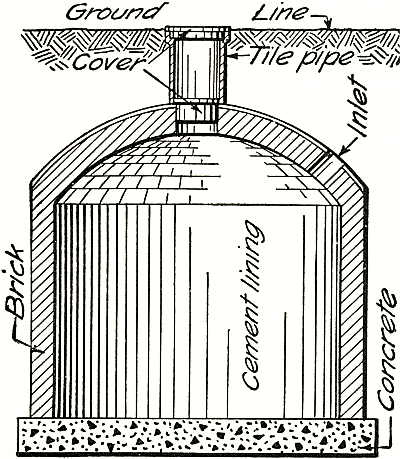 Ground Line
Cover
Tile pipe
Inlet
Brick
Cement lining
Concrete